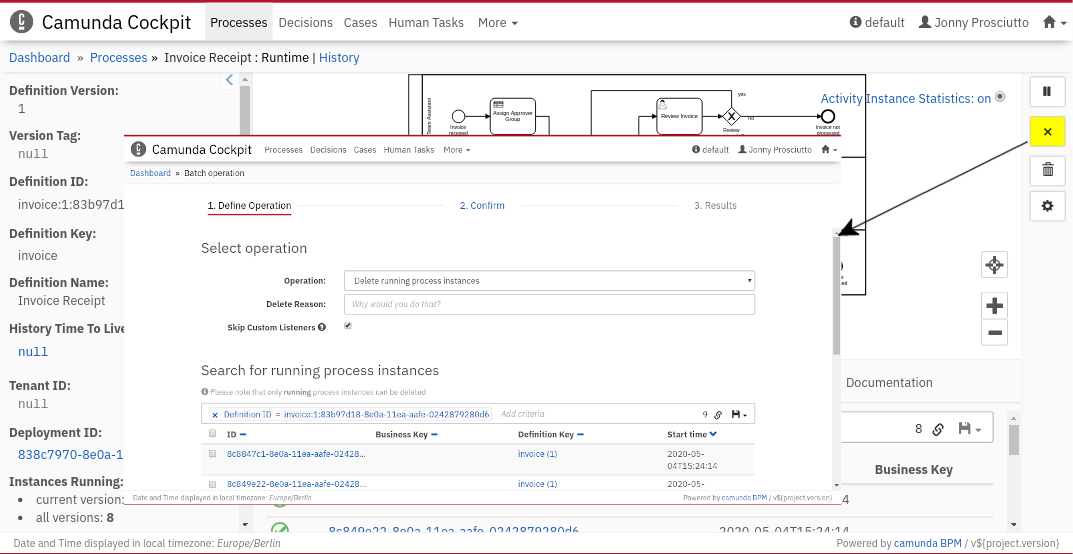 Camunda Cockpit Processes Decisions Cases Human Tasks More default Jonny Prosciutto
Dashboard » Processes » Invoice Receipt : Runtime | History
Definition Version:
1
Version Tag:
null
Definition ID:
invoice:1:83b97d1
Definition Key:
invoice
Definition Name:
Invoice Receipt
History Time To Live
null
Tenant ID:
null
Deployment ID:
838c7970-8e0a-1
Instances Running:
current version:
all versions: 8
Team Assistant
Invoice
received
Assign Approver
Group
Review Invoice
yes
no
Review
Invoice not
processed
Activity Instance Statistics: on
Camunda Cockpit Processes Decisions Cases Human Tasks More default Jonny Prosciutto
Dashboard » Batch operation
1. Define Operation 2. Confirm 3. Results
Select operation
Operation: Delete running process instances
Delete Reason: Why would you do that?
Skip Custom Listeners
Search for running process instances
Please note that only running process instances can be deleted
Definition ID = invoice:1:83b97d18-8e0a-11ea-aafe-0242879280d6 Add criteria 9
ID Business Key Definition Key Start time
8c8847c1-8e0a-11ea-aafe-02428... invoice (1) 2020-05-
04T15:24:14
8c849e22-8e0a-11ea-aafe-02428... invoice (1) 2020-05-
Date and Time displayed in local timezone: Europe/Berlin Powered by camunda BPM / v${project.version}
ed
Documentation
8
Business Key
4
8c849e22-8e0a-11ea-aafe-0242879280d6 2020-05-04T15:24:14
Date and Time displayed in local timezone: Europe/Berlin Powered by camunda BPM / v${project.version}